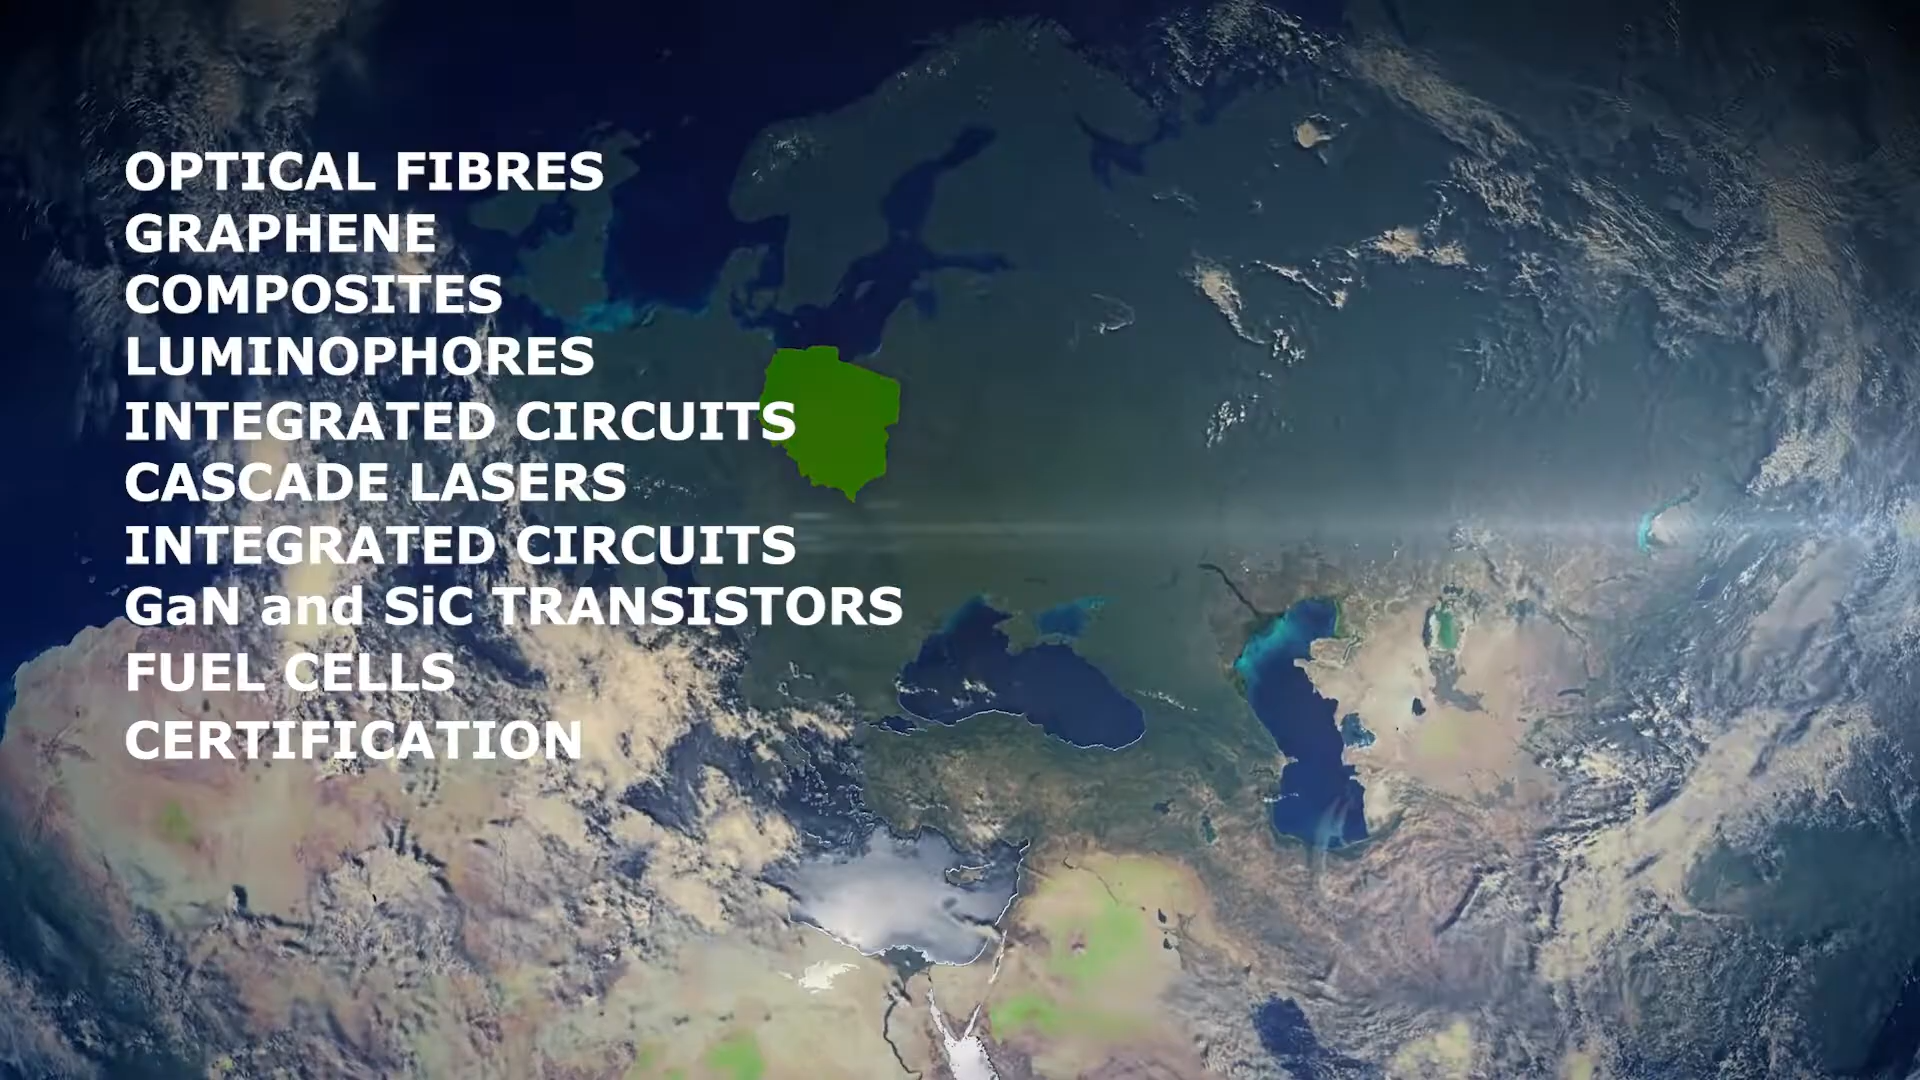 OPTICAL FIBRES
GRAPHENE
COMPOSITES
LUMINOPHORES
INTEGRATED CIRCUITS
CASCADE LASERS
INTEGRATED CIRCUITS
GaN and SiC TRANSISTORS
FUEL CELLS
CERTIFICATION